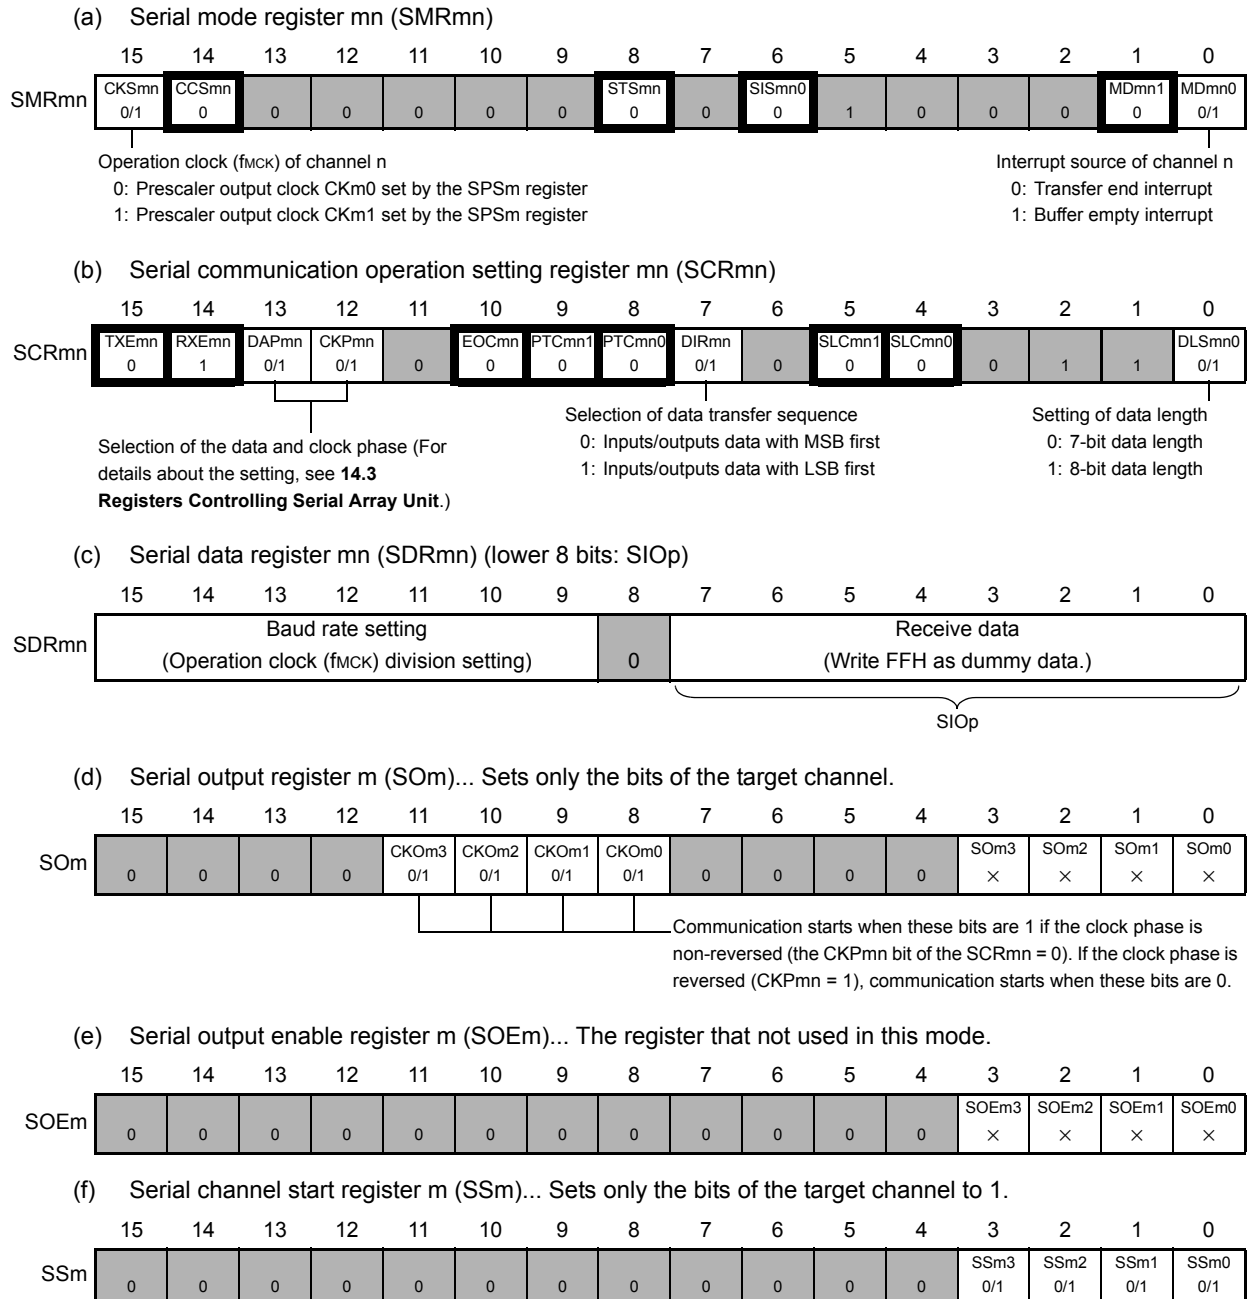 (a) Serial mode register mn (SMRmn)
15 14 13 12 11 10 9 8 7 6 5 4 3 2 1 0
SMRmn
CKSmn CCSmn STSmn SISmn0 MDmn1 MDmn0
0/1 0 0 0 0 0 0 0 0 0 1 0 0 0 0 0/1
Operation clock (fMCK) of channel n
0: Prescaler output clock CKm0 set by the SPSm register
1: Prescaler output clock CKm1 set by the SPSm register
Interrupt source of channel n
0: Transfer end interrupt
1: Buffer empty interrupt
(b) Serial communication operation setting register mn (SCRmn)
15 14 13 12 11 10 9 8 7 6 5 4 3 2 1 0
SCRmn
TXEmn RXEmn DAPmn CKPmn EOCmn PTCmn1 PTCmn0 DIRmn SLCmn1 SLCmn0 DLSmn0
0 1 0/1 0/1 0 0 0 0 0/1 0 0 0 0 1 1 0/1
Selection of the data and clock phase (For
details about the setting, see 14.3
Registers Controlling Serial Array Unit.)
Selection of data transfer sequence
0: Inputs/outputs data with MSB first
1: Inputs/outputs data with LSB first
Setting of data length
0: 7-bit data length
1: 8-bit data length
(c) Serial data register mn (SDRmn) (lower 8 bits: SIOp)
15 14 13 12 11 10 9 8 7 6 5 4 3 2 1 0
SDRmn
Baud rate setting
(Operation clock (fMCK) division setting)
0
Receive data
(Write FFH as dummy data.)
SIOp
(d) Serial output register m (SOm)... Sets only the bits of the target channel.
15 14 13 12 11 10 9 8 7 6 5 4 3 2 1 0
SOm
CKOm3 CKOm2 CKOm1 CKOm0 SOm3 SOm2 SOm1 SOm0
0 0 0 0 0/1 0/1 0/1 0/1 0 0 0 0 × × × ×
Communication starts when these bits are 1 if the clock phase is
non-reversed (the CKPmn bit of the SCRmn = 0). If the clock phase is
reversed (CKPmn = 1), communication starts when these bits are 0.
(e) Serial output enable register m (SOEm)... The register that not used in this mode.
15 14 13 12 11 10 9 8 7 6 5 4 3 2 1 0
SOEm
SOEm3 SOEm2 SOEm1 SOEm0
0 0 0 0 0 0 0 0 0 0 0 0 × × × ×
(f) Serial channel start register m (SSm)... Sets only the bits of the target channel to 1.
15 14 13 12 11 10 9 8 7 6 5 4 3 2 1 0
SSm
SSm3 SSm2 SSm1 SSm0
0 0 0 0 0 0 0 0 0 0 0 0 0/1 0/1 0/1 0/1